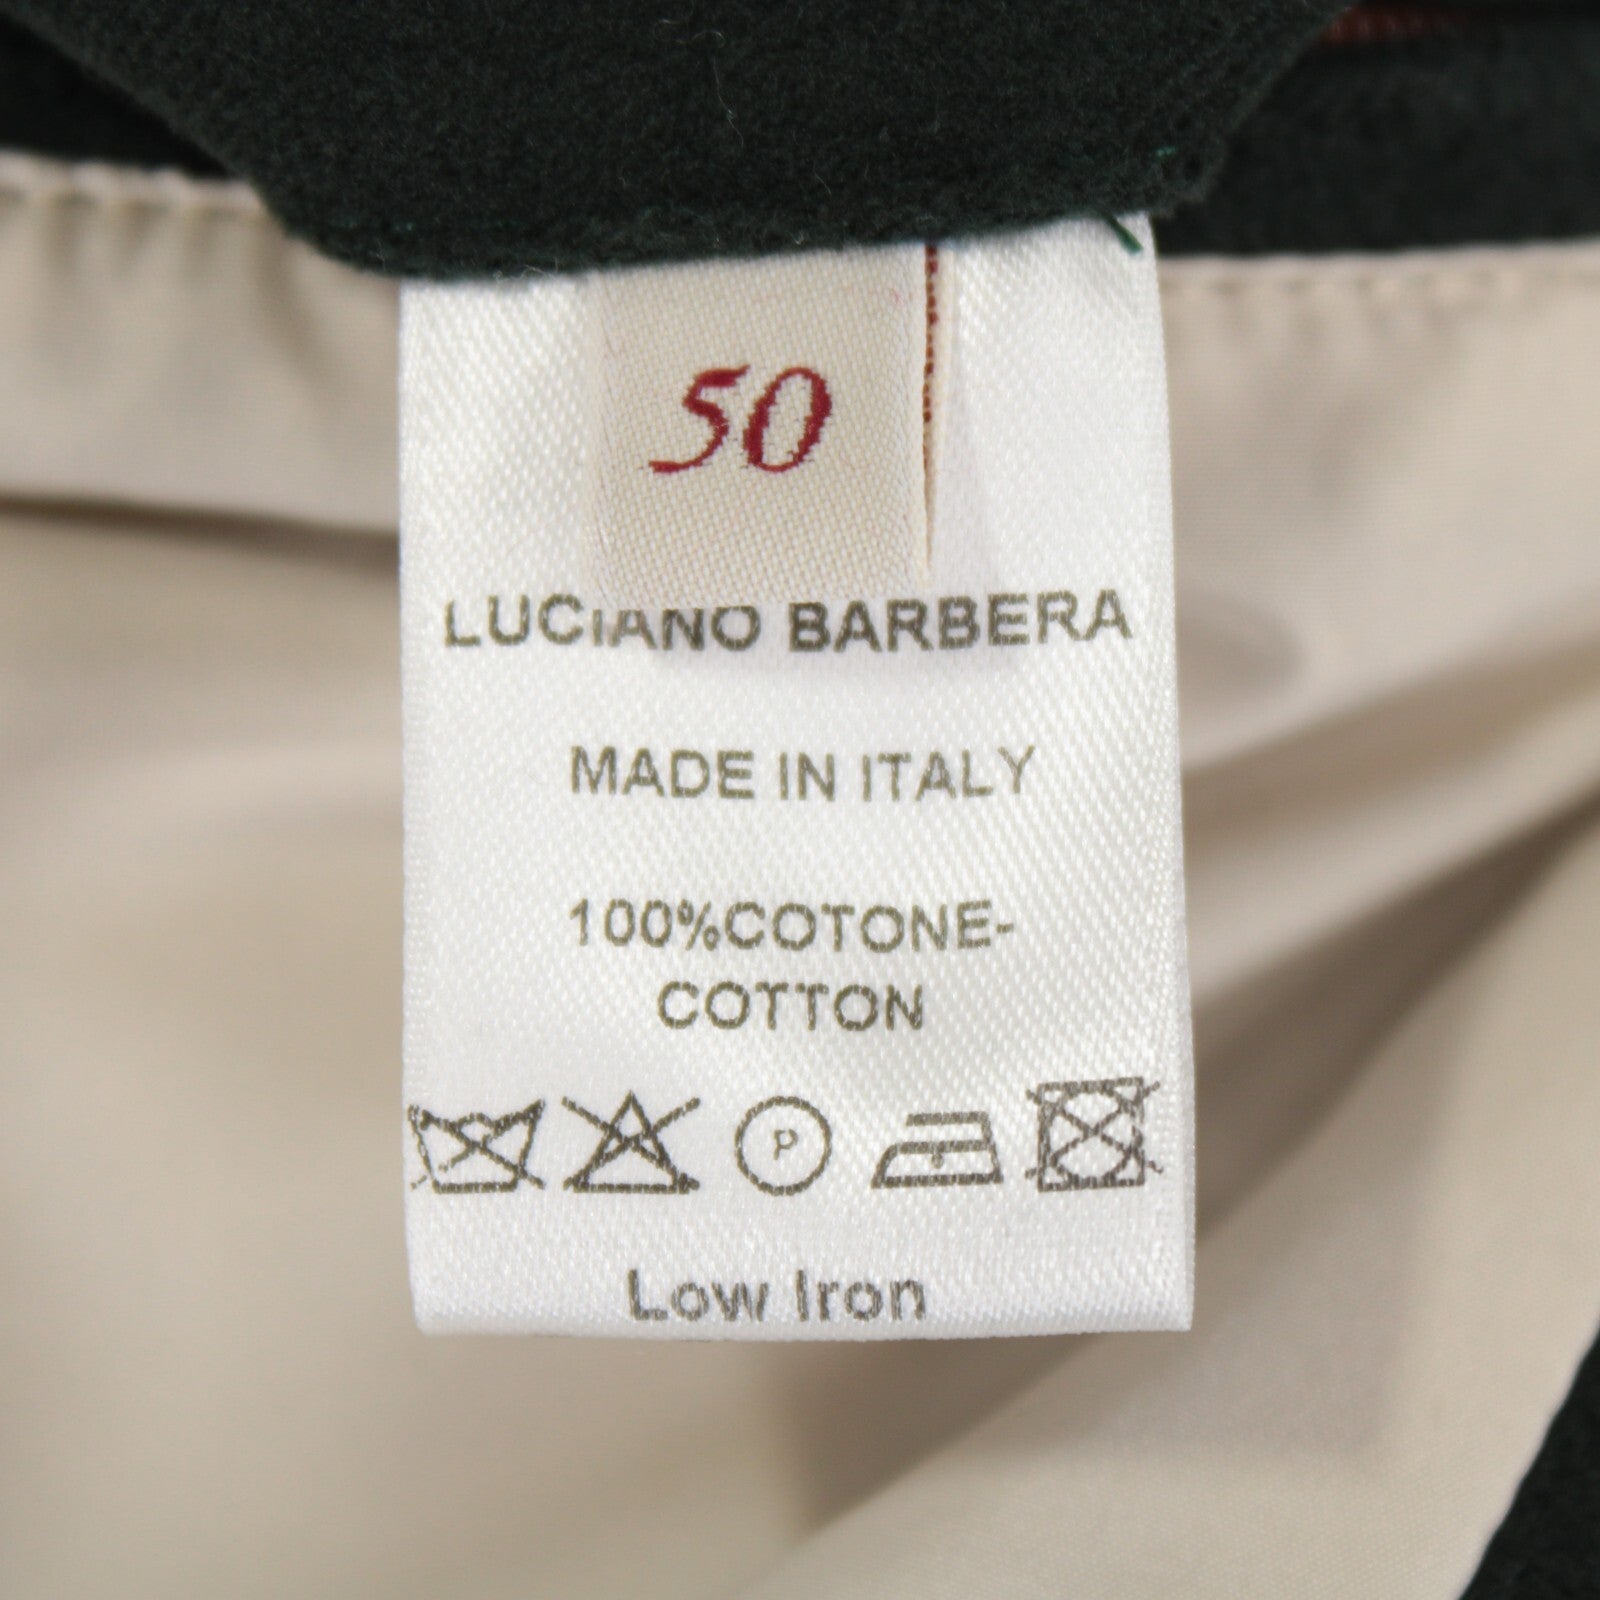 50
LUCIANO BARBERA
MADE IN ITALY
100%COTONE-
COTTON
P
Low Iron